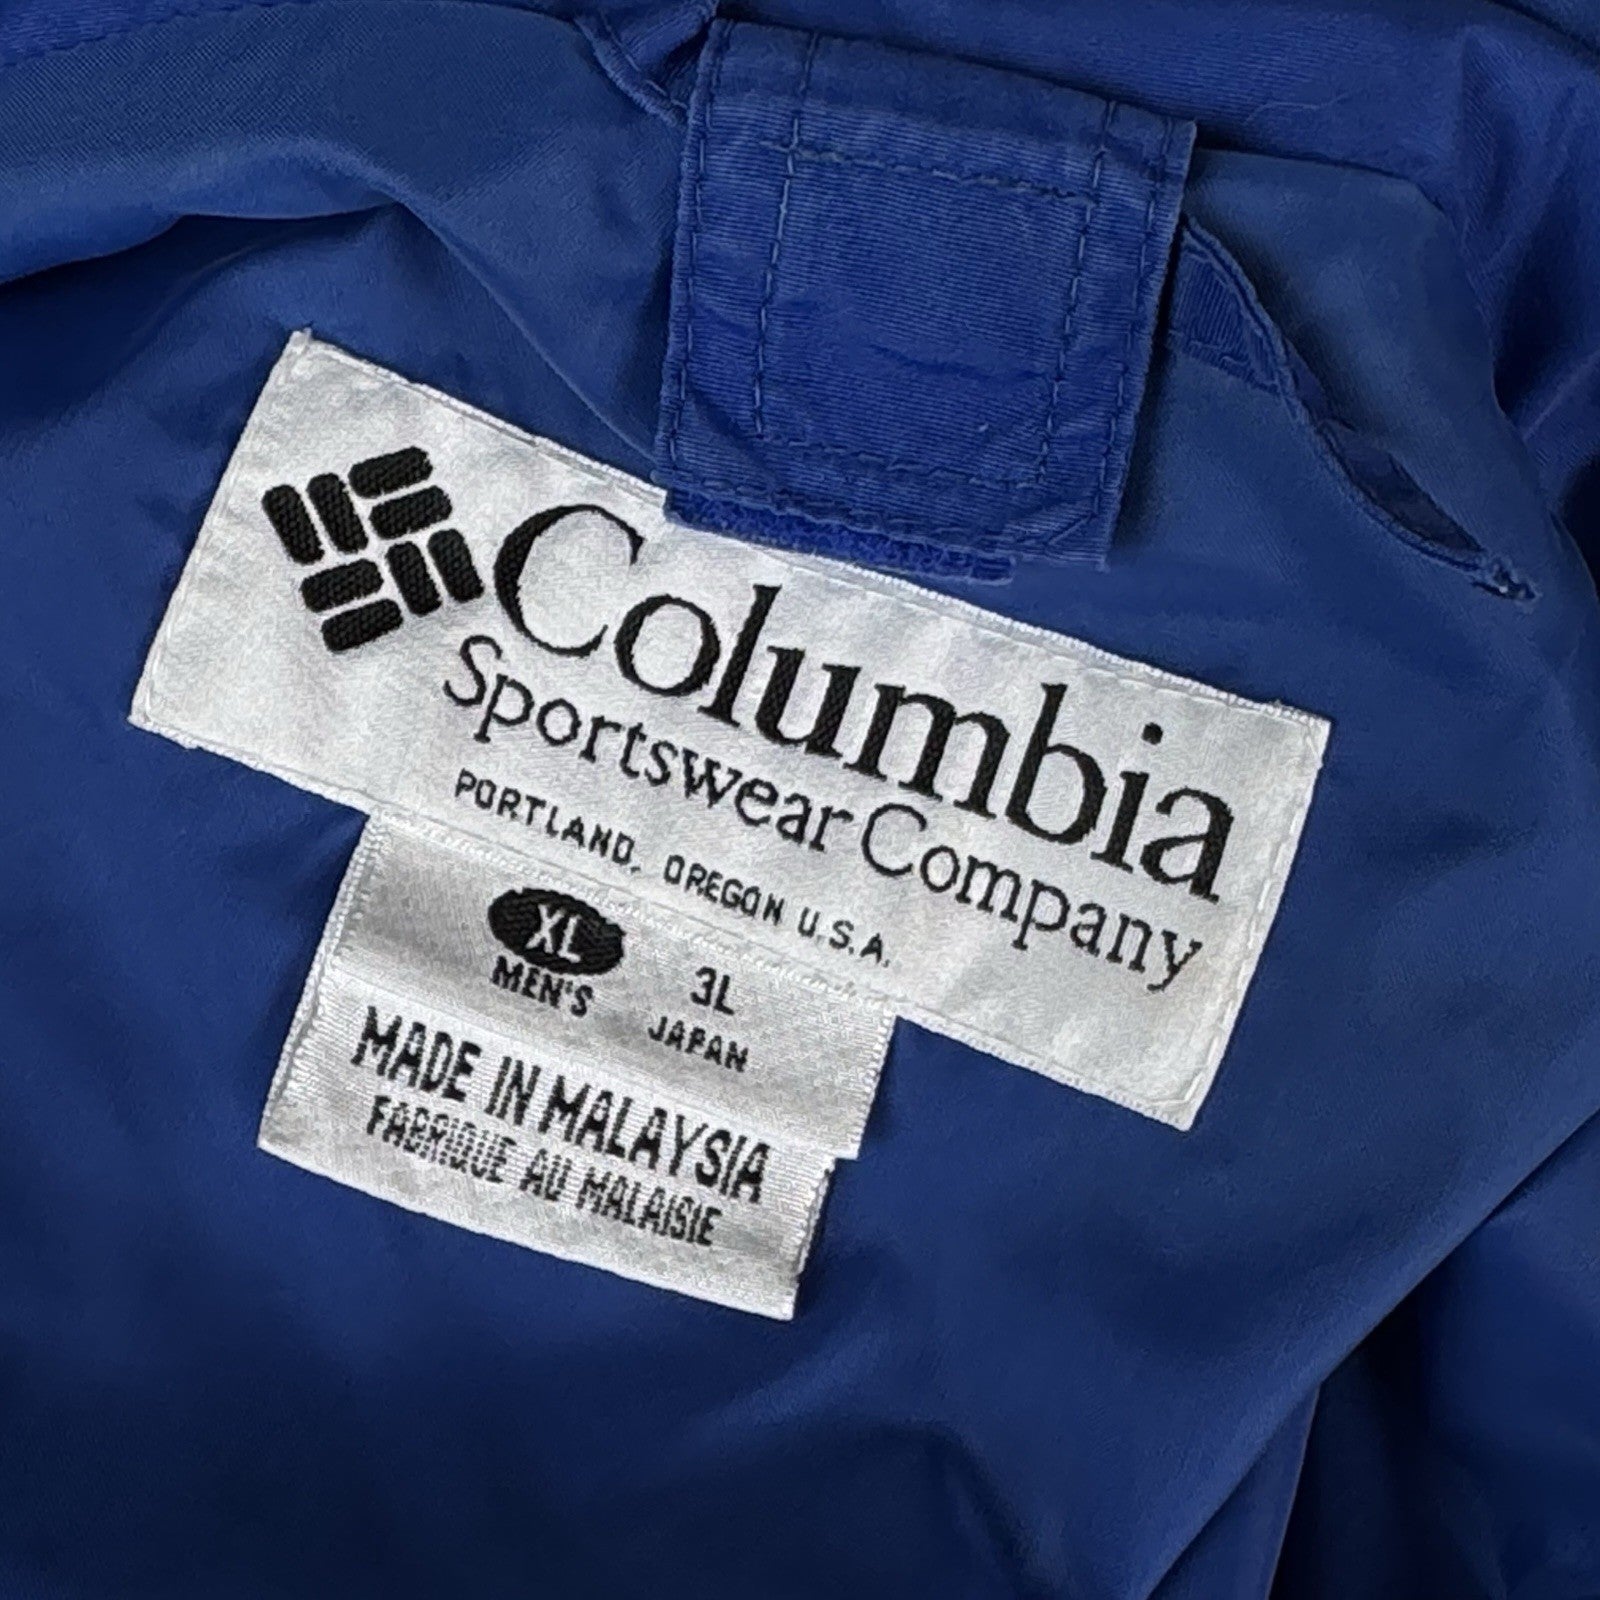 Columbia
Sportswear Company
PORTLAND, OREGON U.S.A.
XL 3L
MEN'S JAPAN
MADE IN MALAYSIA
FABRIQUE AU MALAISIE